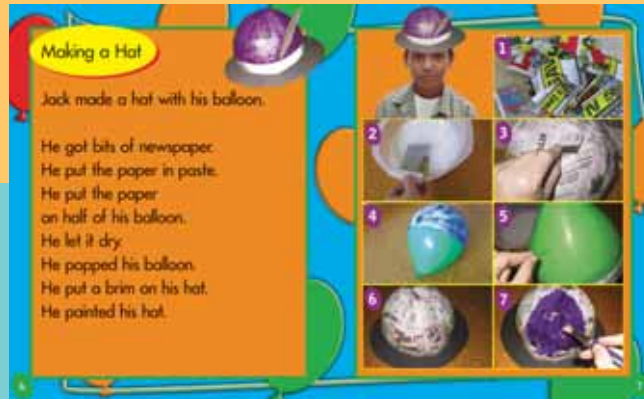 Making a Hat
Jack made a hat with his balloon.
He got bits of newspaper.
He put the paper in paste.
He put the paper
on half of his balloon.
He let it dry.
He popped his balloon.
He put a brim on his hat.
He painted his hat.
1
2
3
4
5
6
7
6
7